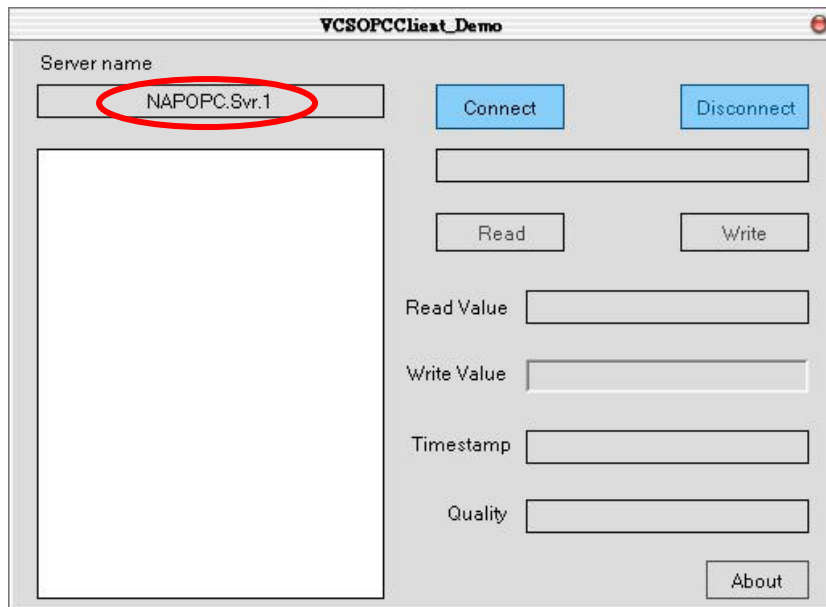 VCSOPCClient_Demo
Server name
NAPOPC.Svr.1
Connect
Disconnect
Read
Write
Read Value
Write Value
Timestamp
Quality
About